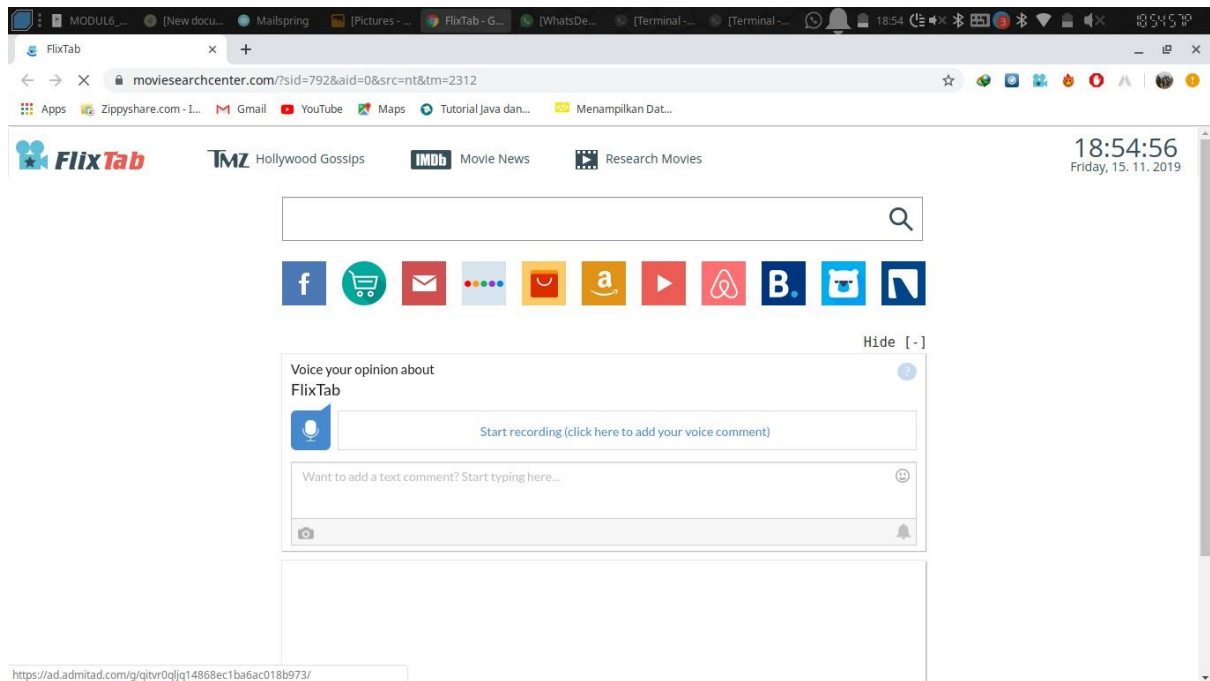 MODUL6_... [New docu... Mailspring [Pictures - ... FlixTab - G... [WhatsDe... [Terminal -... [Terminal -... 18:54 3 18:54:57
FlixTab
moviesearchcenter.com/?sid=792&aid=0&src=nt&tm=2312
Apps Zippyshare.com - I... Gmail YouTube Maps Tutorial Java dan... Menampilkan Dat...
FlixTab TMZ Hollywood Gossips IMDb Movie News Research Movies 18:54:56
Friday, 15. 11. 2019
f a B.
Hide [-]
Voice your opinion about
FlixTab
Start recording (click here to add your voice comment)
Want to add a text comment? Start typing here...
https://ad.admitad.com/g/qitvr0qljq14868ec1ba6ac018b973/